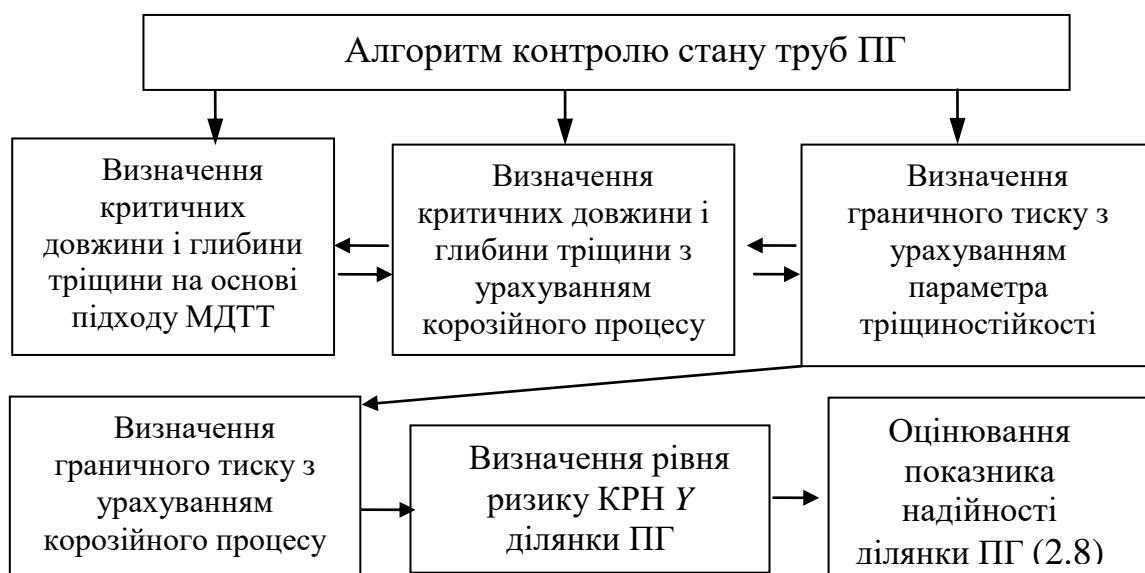 Алгоритм контролю стану труб ПГ
Визначення
критичних
довжини і глибини
тріщини на основі
підходу МДТТ
Визначення
критичних довжини і
глибини тріщини з
урахуванням
корозійного процесу
Визначення
граничного тиску з
урахуванням
параметра
тріщиностійкості
Визначення
граничного тиску з
урахуванням
корозійного процесу
Визначення рівня
ризику КРН Y
ділянки ПГ
Оцінювання
показника
надійності
ділянки ПГ (2.8)